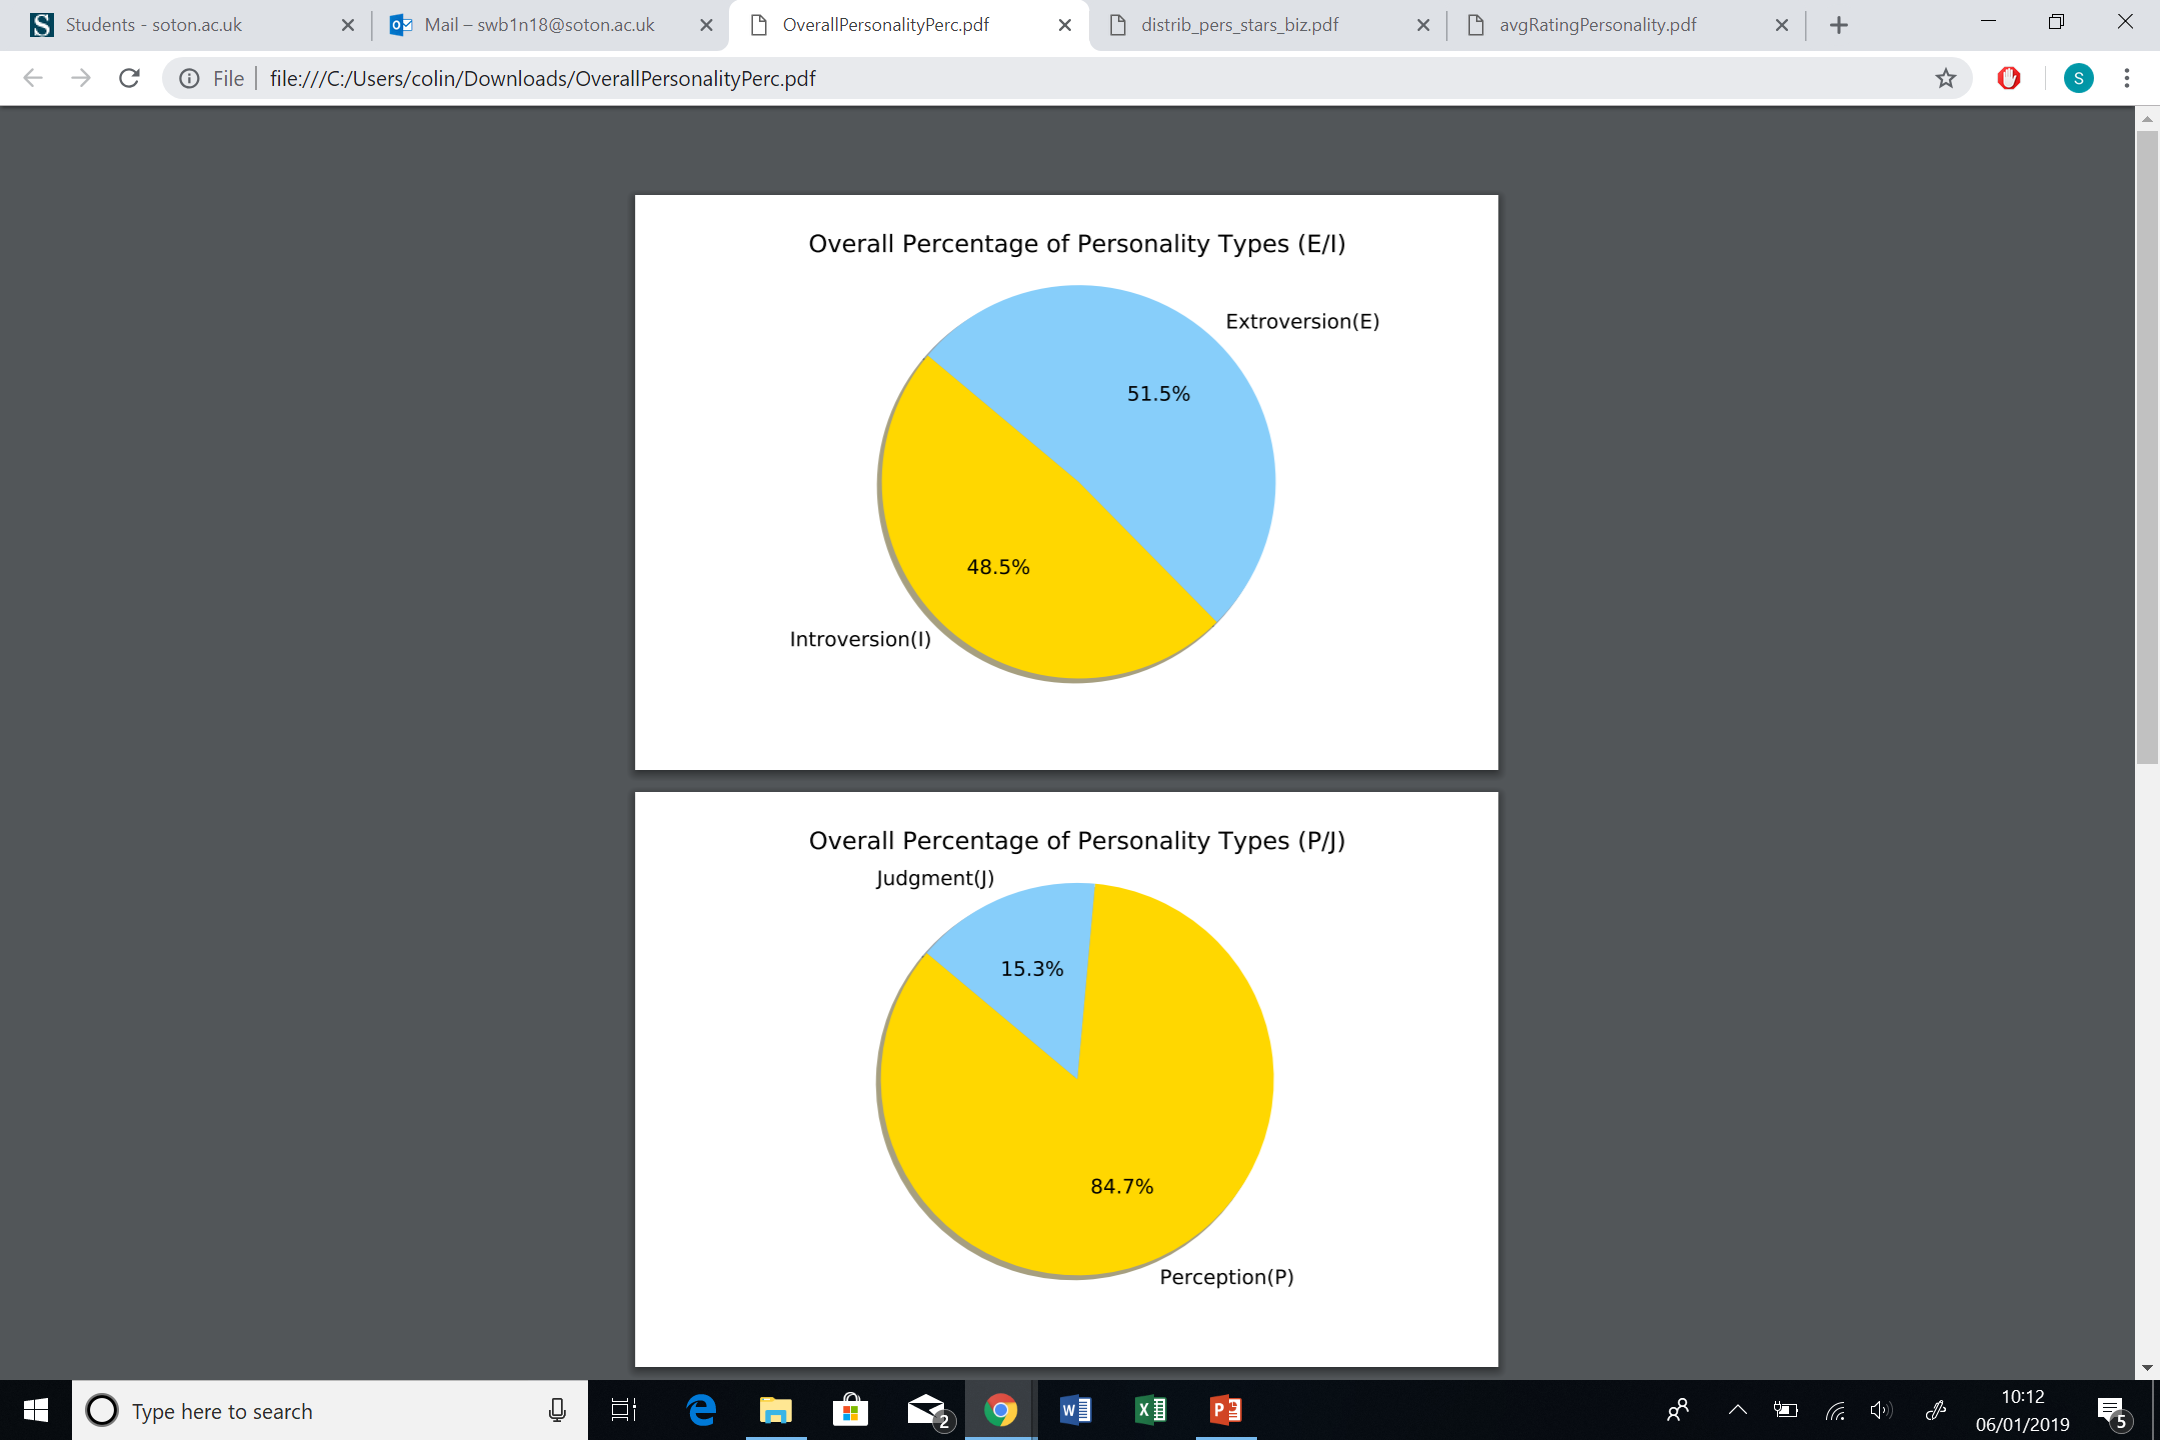 Students - soton.ac.uk
Mail – swb1n18@soton.ac.uk
OverallPersonalityPerc.pdf
distrib_pers_stars_biz.pdf
avgRatingPersonality.pdf
File
file:///C:/Users/colin/Downloads/OverallPersonalityPerc.pdf
S
Overall Percentage of Personality Types (E/I)
Extroversion(E)
51.5%
48.5%
Introversion(I)
Overall Percentage of Personality Types (P/J)
Judgment(J)
15.3%
84.7%
Perception(P)
Type here to search
2
10:12
06/01/2019
5